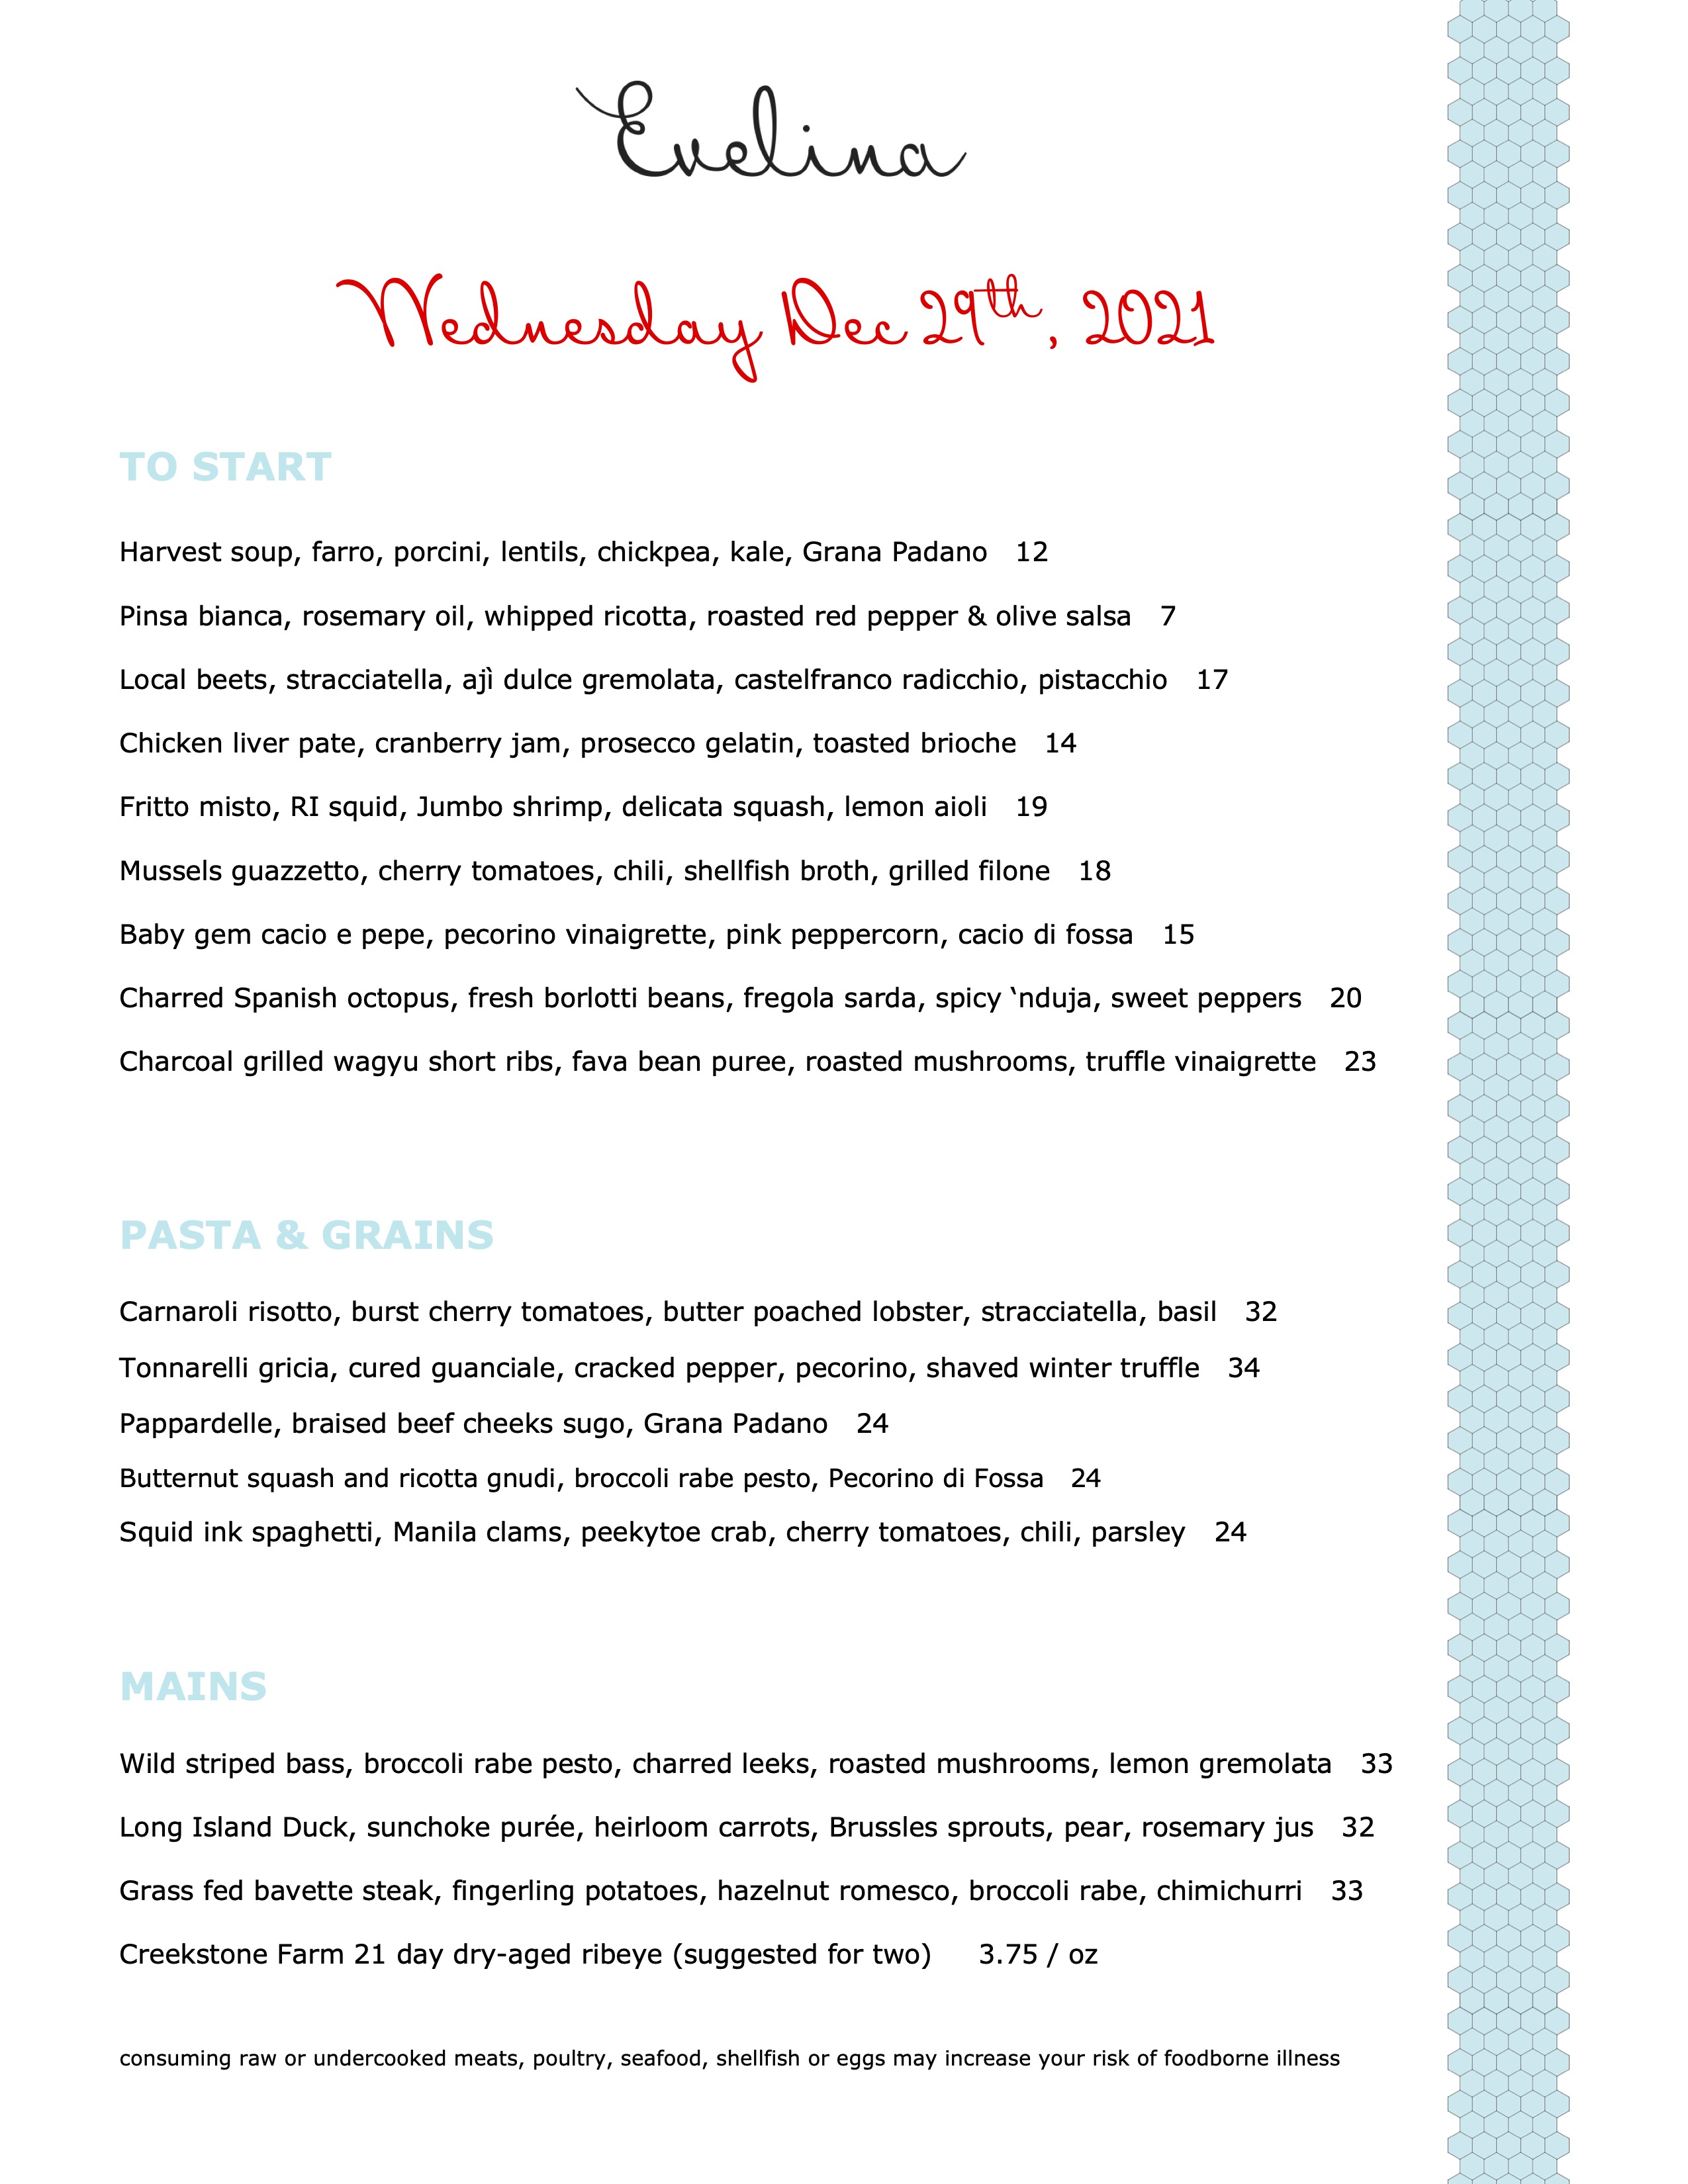 Evelina
Wednesday Dec 29th, 2021
TO START
Harvest soup, farro, porcini, lentils, chickpea, kale, Grana Padano 12
Pinsa bianca, rosemary oil, whipped ricotta, roasted red pepper & olive salsa 7
Local beets, stracciatella, ajì dulce gremolata, castelfranco radicchio, pistacchio 17
Chicken liver pate, cranberry jam, prosecco gelatin, toasted brioche 14
Fritto misto, RI squid, Jumbo shrimp, delicata squash, lemon aioli 19
Mussels guazzetto, cherry tomatoes, chili, shellfish broth, grilled filone 18
Baby gem cacio e pepe, pecorino vinaigrette, pink peppercorn, cacio di fossa 15
Charred Spanish octopus, fresh borlotti beans, fregola sarda, spicy ‘nduja, sweet peppers 20
Charcoal grilled wagyu short ribs, fava bean puree, roasted mushrooms, truffle vinaigrette 23
PASTA & GRAINS
Carnaroli risotto, burst cherry tomatoes, butter poached lobster, stracciatella, basil 32
Tonnarelli gricia, cured guanciale, cracked pepper, pecorino, shaved winter truffle 34
Pappardelle, braised beef cheeks sugo, Grana Padano 24
Butternut squash and ricotta gnudi, broccoli rabe pesto, Pecorino di Fossa 24
Squid ink spaghetti, Manila clams, peekytoe crab, cherry tomatoes, chili, parsley 24
MAINS
Wild striped bass, broccoli rabe pesto, charred leeks, roasted mushrooms, lemon gremolata 33
Long Island Duck, sunchoke purée, heirloom carrots, Brussles sprouts, pear, rosemary jus 32
Grass fed bavette steak, fingerling potatoes, hazelnut romesco, broccoli rabe, chimichurri 33
Creekstone Farm 21 day dry-aged ribeye (suggested for two) 3.75 / oz
consuming raw or undercooked meats, poultry, seafood, shellfish or eggs may increase your risk of foodborne illness